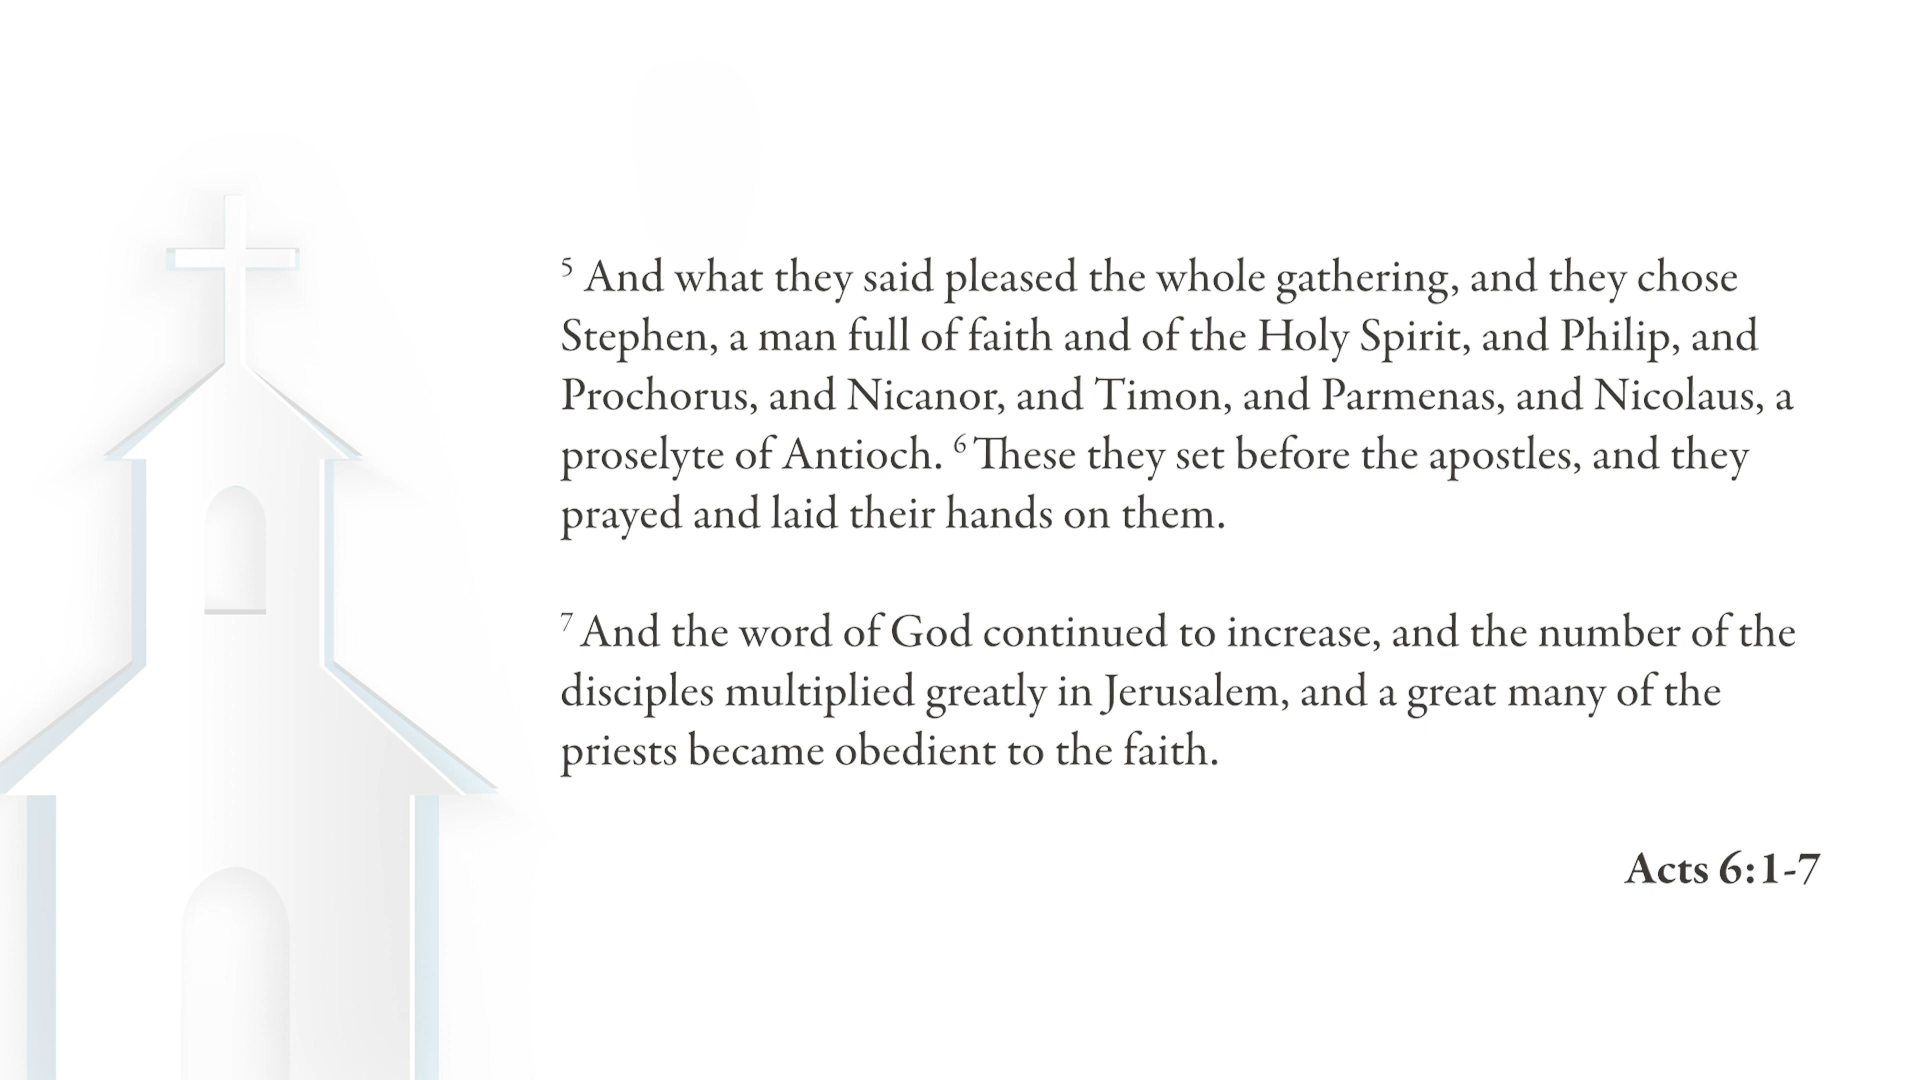 5 And what they said pleased the whole gathering, and they chose
Stephen, a man full of faith and of the Holy Spirit, and Philip, and
Prochorus, and Nicanor, and Timon, and Parmenas, and Nicolaus, a
proselyte of Antioch. 6 These they set before the apostles, and they
prayed and laid their hands on them.
7 And the word of God continued to increase, and the number of the
disciples multiplied greatly in Jerusalem, and a great many of the
priests became obedient to the faith.
Acts 6:1-7